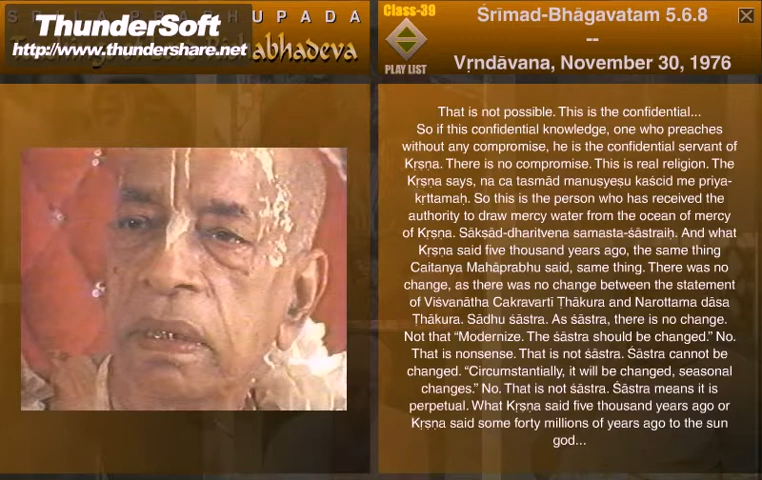 SRILA PRABHUPADA
ThunderSoft
http://www.thundershare.net
abhadeva
Class-39
PLAY LIST
Śrīmad-Bhāgavatam 5.6.8
--
Vṛndāvana, November 30, 1976
That is not possible. This is the confidential...
So if this confidential knowledge, one who preaches
without any compromise, he is the confidential servant of
Kṛṣṇa. There is no compromise. This is real religion. The
Kṛṣṇa says, na ca tasmād manuṣyeṣu kaścid me priya-
kṛttamaḥ. So this is the person who has received the
authority to draw mercy water from the ocean of mercy
of Kṛṣṇa. Sākṣād-dharitvena samasta-śāstraiḥ. And what
Kṛṣṇa said five thousand years ago, the same thing
Caitanya Mahāprabhu said, same thing. There was no
change, as there was no change between the statement
of Viśvanātha Cakravartī Ṭhākura and Narottama dāsa
Ṭhākura. Sādhu śāstra. As śāstra, there is no change.
Not that “Modernize. The śāstra should be changed.” No.
That is nonsense. That is not śāstra. Śāstra cannot be
changed. “Circumstantially, it will be changed, seasonal
changes.” No. That is not śāstra. Śāstra means it is
perpetual. What Kṛṣṇa said five thousand years ago or
Kṛṣṇa said some forty millions of years ago to the sun
god...